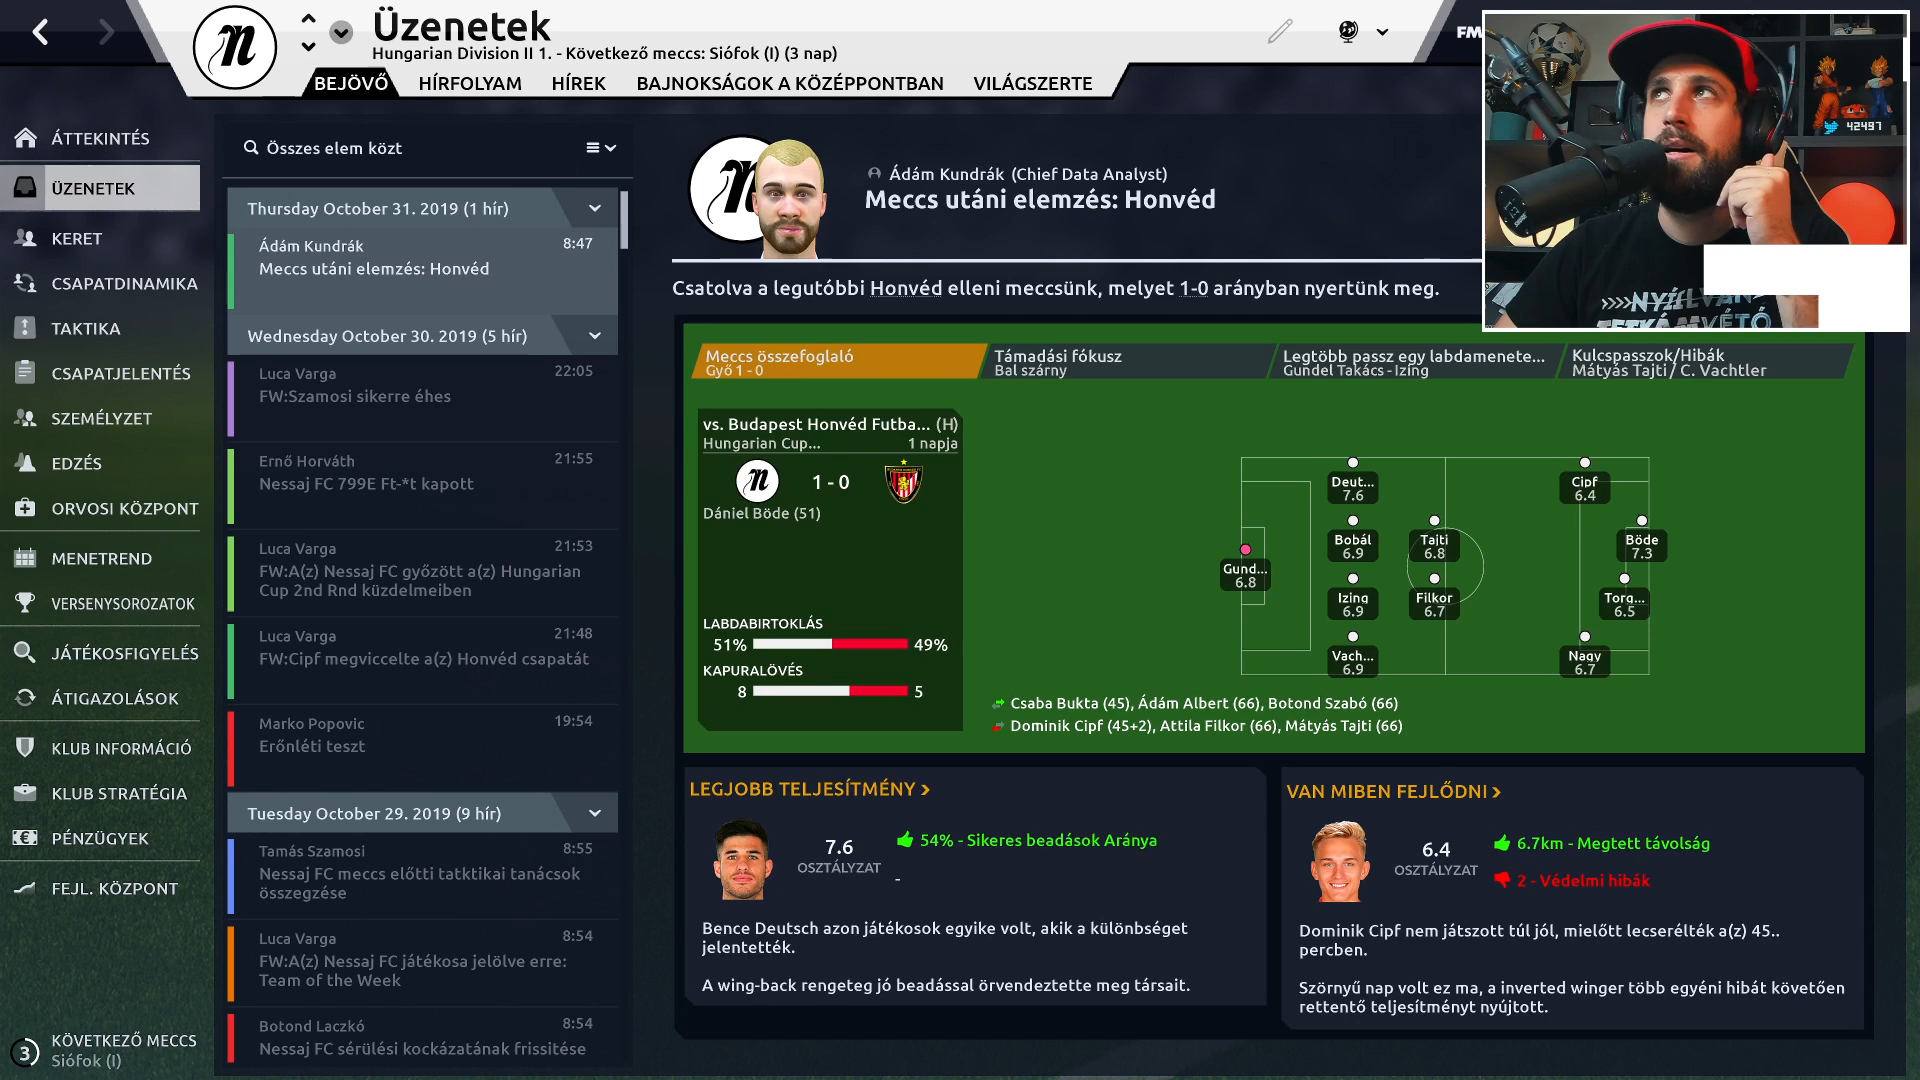 Üzenetek
Hungarian Division II 1. - Következő meccs: Siófok (I) (3 nap)
BEJÖVŐ
HÍRFOLYAM
HÍREK
BAJNOKSÁGOK A KÖZÉPPONTBAN
VILÁGSZERTE
FM
42497
NYÍLVÁN
ÁTTEKINTÉS
ÜZENETEK
KERET
CSAPATDINAMIKA
TAKTIKA
CSAPATJELENTÉS
SZEMÉLYZET
EDZÉS
ORVOSI KÖZPONT
MENETREND
VERSENYSOROZATOK
JÁTÉKOSFIGYELÉS
ÁTIGAZOLÁSOK
KLUB INFORMÁCIÓ
KLUB STRATÉGIA
PÉNZÜGYEK
FEJL. KÖZPONT
3
KÖVETKEZŐ MECCS
Siófok (I)
Összes elem közt
Thursday October 31. 2019 (1 hír)
Ádám Kundrák 8:47
Meccs utáni elemzés: Honvéd
Wednesday October 30. 2019 (5 hír)
Luca Varga 22:05
FW:Szamosi sikerre éhes
Ernő Horváth 21:55
Nessaj FC 799E Ft-*t kapott
Luca Varga 21:53
FW:A(z) Nessaj FC győzött a(z) Hungarian
Cup 2nd Rnd küzdelmeiben
Luca Varga 21:48
FW:Cipf megviccelte a(z) Honvéd csapatát
Marko Popovic 19:54
Erőnléti teszt
Tuesday October 29. 2019 (9 hír)
Tamás Szamosi 8:55
Nessaj FC meccs előtti tatktikai tanácsok
összegzése
Luca Varga 8:54
FW:A(z) Nessaj FC játékosa jelölve erre:
Team of the Week
Botond Laczkó 8:54
Nessaj FC sérülési kockázatának frissitése
Ádám Kundrák (Chief Data Analyst)
Meccs utáni elemzés: Honvéd
Csatolva a legutóbbi Honvéd elleni meccsünk, melyet 1-0 arányban nyertünk meg.
Meccs összefoglaló
Győ 1 - 0
Támadási fókusz
Bal szárny
Legtöbb passz egy labdamenete...
Gundel Takács - Izing
Kulcspasszok/Hibák
Mátyás Tajti / C. Vachtler
vs. Budapest Honvéd Futba... (H)
Hungarian Cup... 1 napja
1 - 0
Dániel Böde (51)
LABDABIRTOKLÁS
51% 49%
KAPURALÖVÉS
8 5
Deut...
7.6
Cipf
6.4
Bobál
6.9
Tajti
6.8
Böde
7.3
Gund...
6.8
Izing
6.9
Filkor
6.7
Torg...
6.5
Vach...
6.9
Nagy
6.7
Csaba Bukta (45), Ádám Albert (66), Botond Szabó (66)
Dominik Cipf (45+2), Attila Filkor (66), Mátyás Tajti (66)
LEGJOBB TELJESÍTMÉNY >
7.6
OSZTÁLYZAT
54% - Sikeres beadások Aránya
-
Bence Deutsch azon játékosok egyike volt, akik a különbséget
jelentették.
A wing-back rengeteg jó beadással örvendeztette meg társait.
VAN MIBEN FEJLŐDNI >
6.4
OSZTÁLYZAT
6.7km - Megtett távolság
2 - Védelmi hibák
Dominik Cipf nem játszott túl jól, mielőtt lecserélték a(z) 45..
percben.
Szörnyű nap volt ez ma, a inverted winger több egyéni hibát követően
rettentő teljesítményt nyújtott.